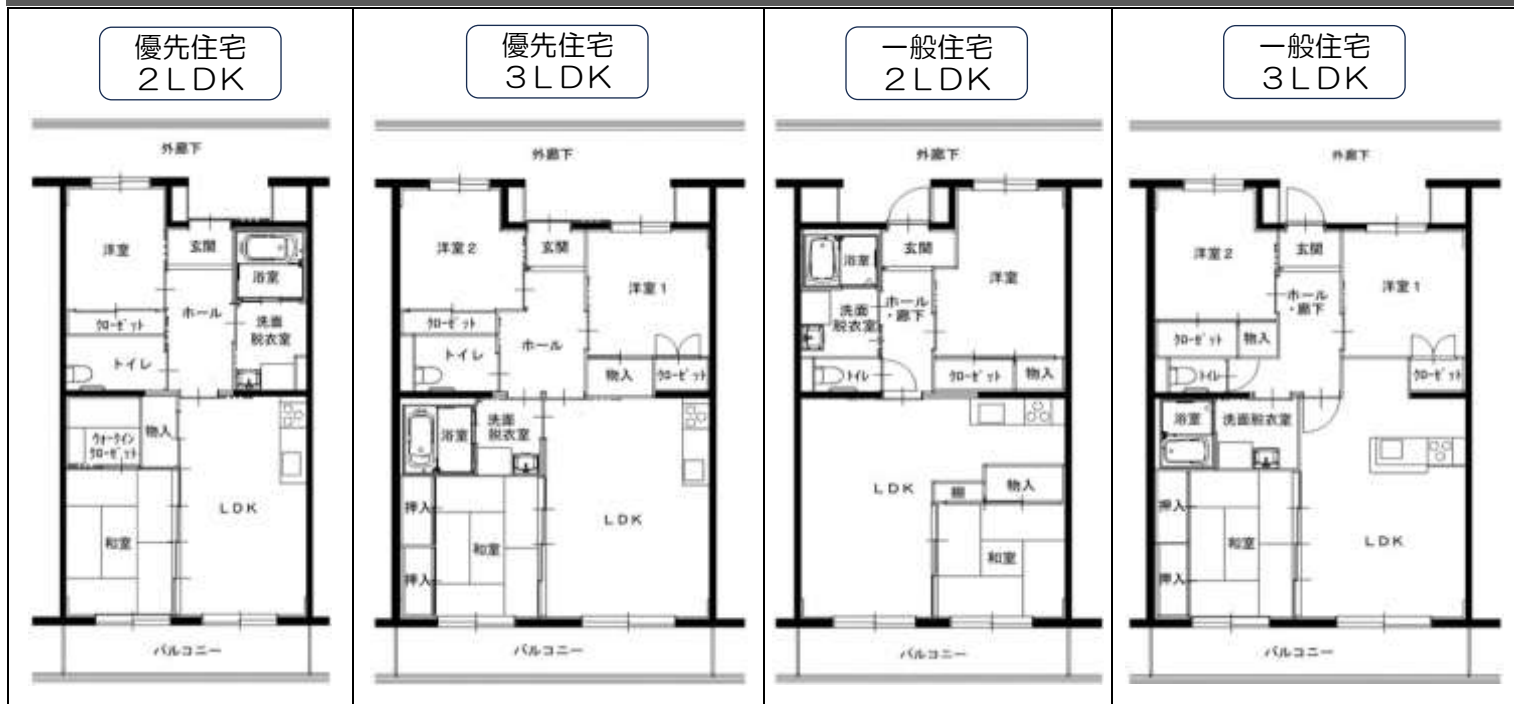 優先住宅
2LDK
外廊下
洋室
玄関
浴室
ホール
洗面
脱衣室
クローゼット
トイレ
ウォークイン
クローゼット
物入
LDK
和室
バルコニー
優先住宅
3LDK
外廊下
洋室2
玄関
洋室1
クローゼット
トイレ
ホール
物入
クローゼット
浴室
洗面
脱衣室
押入
和室
LDK
押入
バルコニー
一般住宅
2LDK
外廊下
浴室
玄関
洋室
洗面
脱衣室
ホール
・廊下
トイレ
クローゼット
物入
LDK
棚
物入
和室
バルコニー
一般住宅
3LDK
外廊下
洋室2
玄関
洋室1
ホール
・廊下
クローゼット
物入
トイレ
クローゼット
浴室
洗面脱衣室
押入
和室
LDK
押入
バルコニー